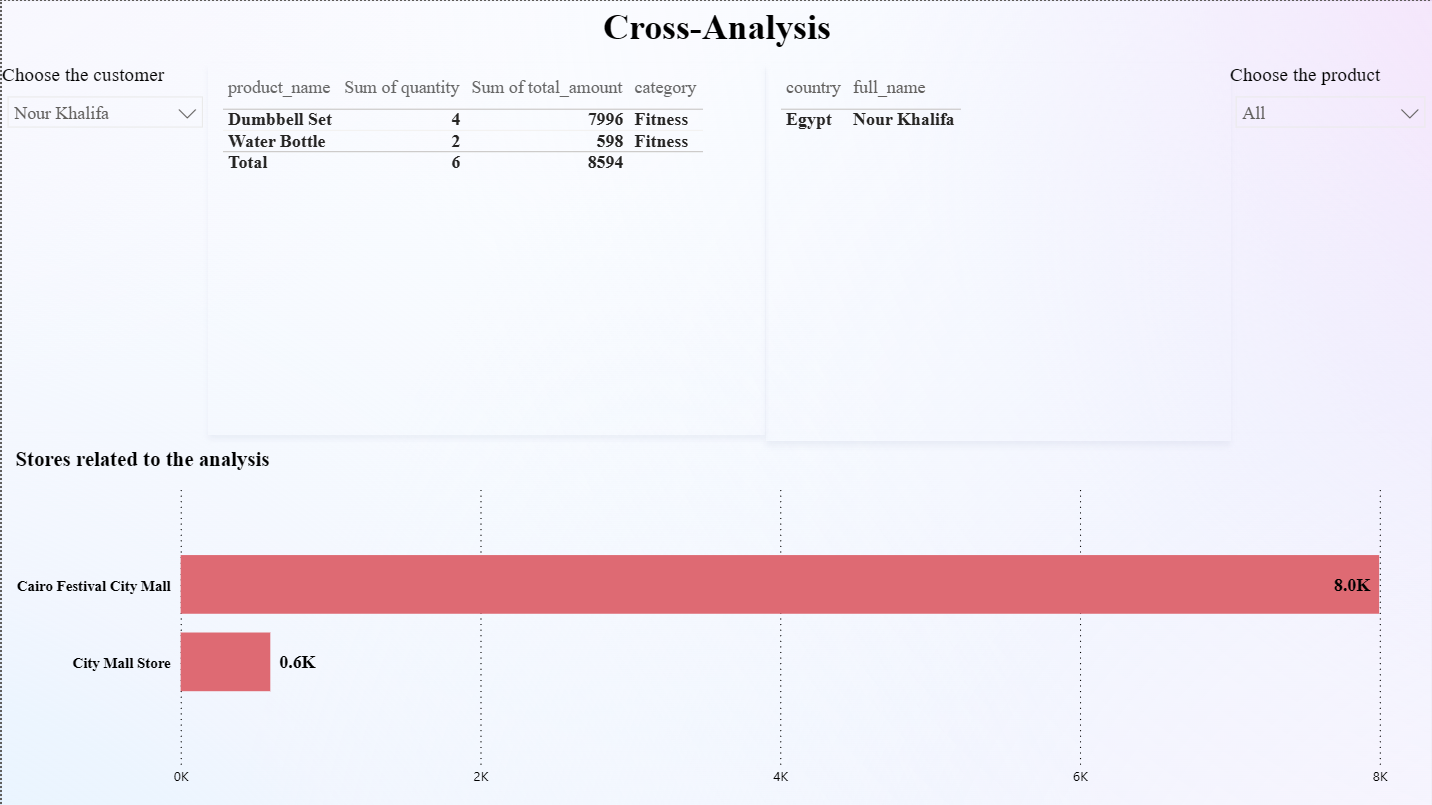 Cross-Analysis
Choose the customer
Nour Khalifa
product_name Sum of quantity Sum of total_amount category
Dumbbell Set 4 7996 Fitness
Water Bottle 2 598 Fitness
Total 6 8594
country full_name
Egypt Nour Khalifa
Choose the product
All
Stores related to the analysis
Cairo Festival City Mall 8.0K
City Mall Store 0.6K
0K 2K 4K 6K 8K